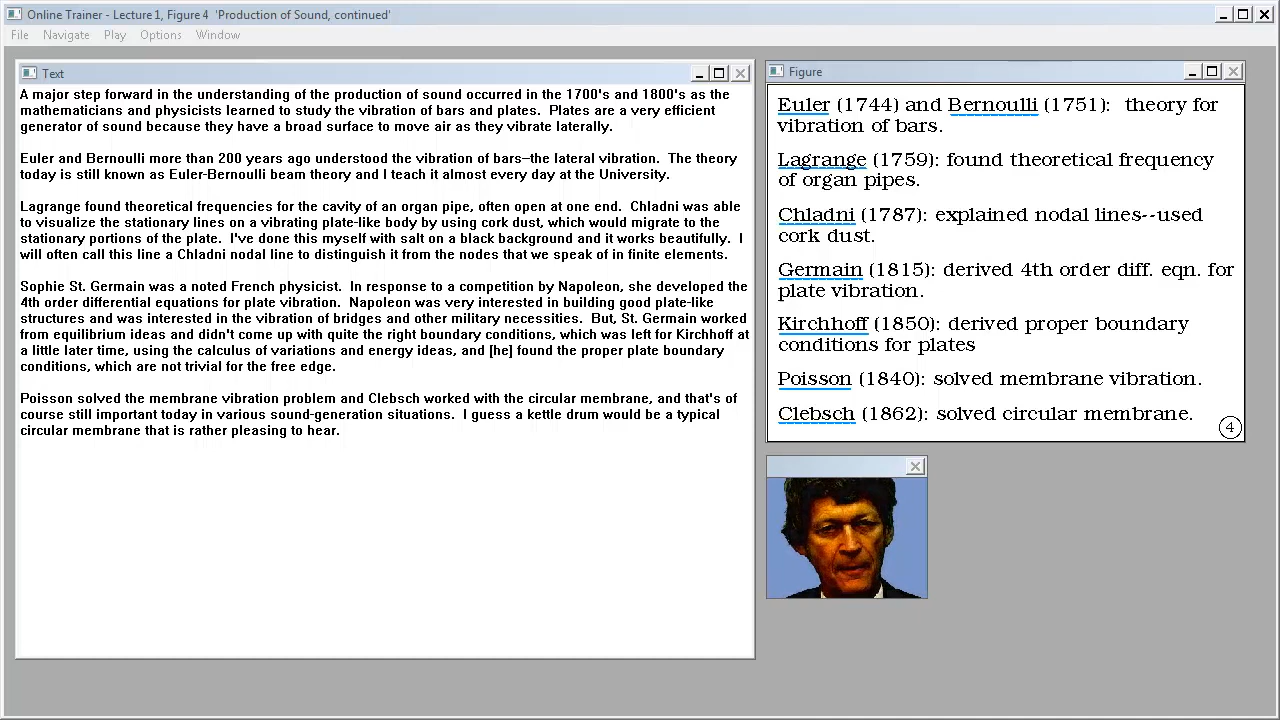 Online Trainer - Lecture 1, Figure 4  'Production of Sound, continued'
File Navigate Play Options Window
Text
A major step forward in the understanding of the production of sound occurred in the 1700's and 1800's as the
mathematicians and physicists learned to study the vibration of bars and plates.  Plates are a very efficient
generator of sound because they have a broad surface to move air as they vibrate laterally.
Euler and Bernoulli more than 200 years ago understood the vibration of bars--the lateral vibration.  The theory
today is still known as Euler-Bernoulli beam theory and I teach it almost every day at the University.
Lagrange found theoretical frequencies for the cavity of an organ pipe, often open at one end.  Chladni was able
to visualize the stationary lines on a vibrating plate-like body by using cork dust, which would migrate to the
stationary portions of the plate.  I've done this myself with salt on a black background and it works beautifully.  I
will often call this line a Chladni nodal line to distinguish it from the nodes that we speak of in finite elements.
Sophie St. Germain was a noted French physicist.  In response to a competition by Napoleon, she developed the
4th order differential equations for plate vibration.  Napoleon was very interested in building good plate-like
structures and was interested in the vibration of bridges and other military necessities.  But, St. Germain worked
from equilibrium ideas and didn't come up with quite the right boundary conditions, which was left for Kirchhoff at
a little later time, using the calculus of variations and energy ideas, and [he] found the proper plate boundary
conditions, which are not trivial for the free edge.
Poisson solved the membrane vibration problem and Clebsch worked with the circular membrane, and that's of
course still important today in various sound-generation situations.  I guess a kettle drum would be a typical
circular membrane that is rather pleasing to hear.
Figure
Euler (1744) and Bernoulli (1751):  theory for
vibration of bars.
Lagrange (1759): found theoretical frequency
of organ pipes.
Chladni (1787): explained nodal lines--used
cork dust.
Germain (1815): derived 4th order diff. eqn. for
plate vibration.
Kirchhoff (1850): derived proper boundary
conditions for plates
Poisson (1840): solved membrane vibration.
Clebsch (1862): solved circular membrane.
4